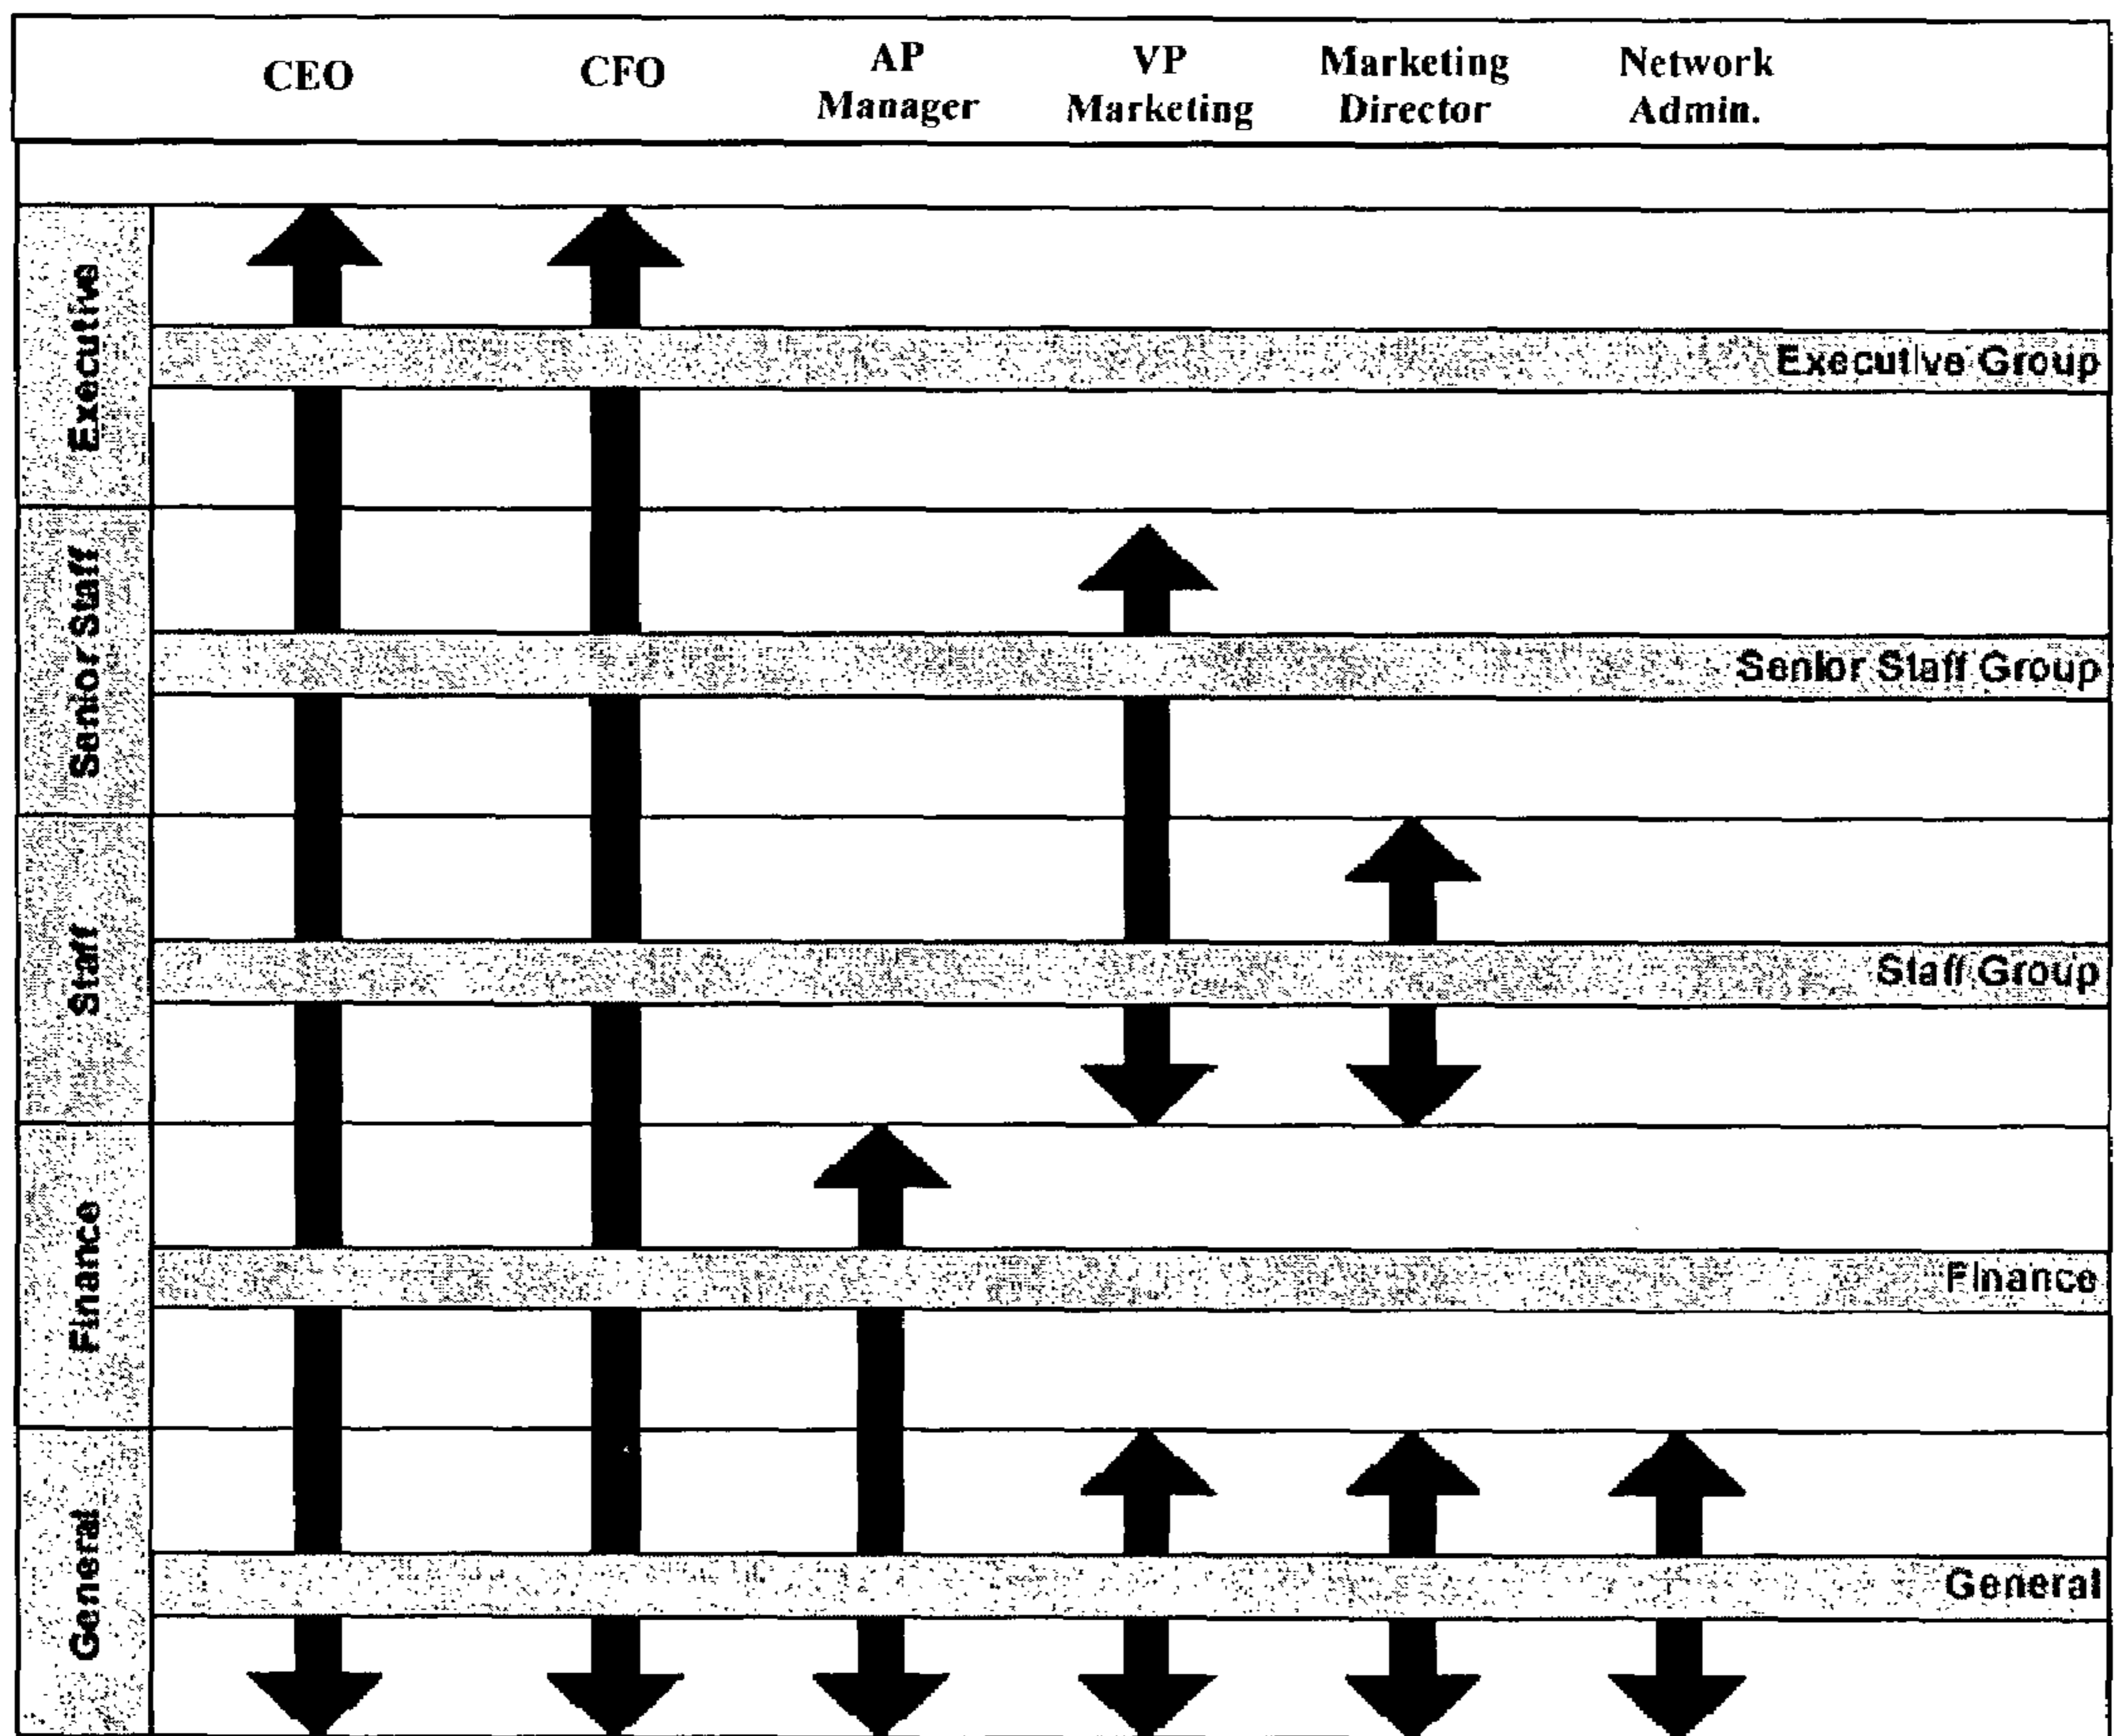 CEO
CFO
AP
Manager
VP
Marketing
Marketing
Director
Network
Admin.
Executive
Executive Group
Senior Staff
Senior Staff Group
Staff
Staff Group
Finance
Finance
General
General